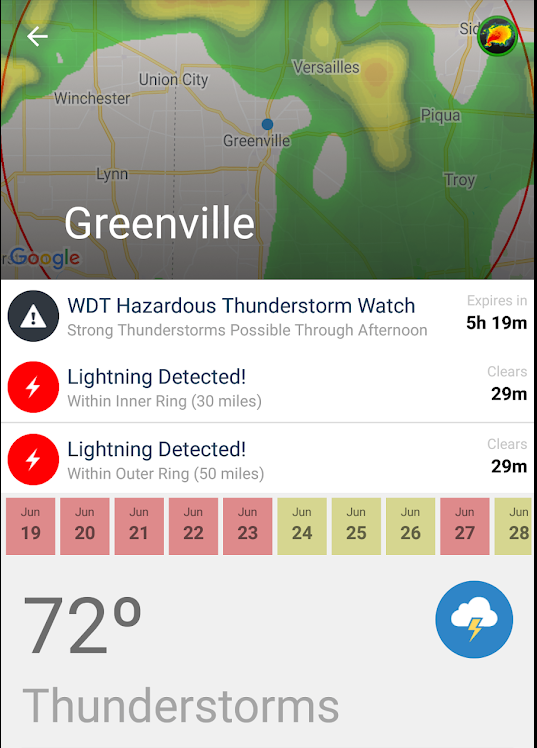 Sid
Versailles
Union City
Winchester
Piqua
Greenville
Lynn
Troy
Greenville
Google
WDT Hazardous Thunderstorm Watch
Strong Thunderstorms Possible Through Afternoon
Expires in
5h 19m
Lightning Detected!
Within Inner Ring (30 miles)
Clears
29m
Lightning Detected!
Within Outer Ring (50 miles)
Clears
29m
Jun Jun Jun Jun Jun Jun Jun Jun Jun Jun
19 20 21 22 23 24 25 26 27 28
72º
Thunderstorms